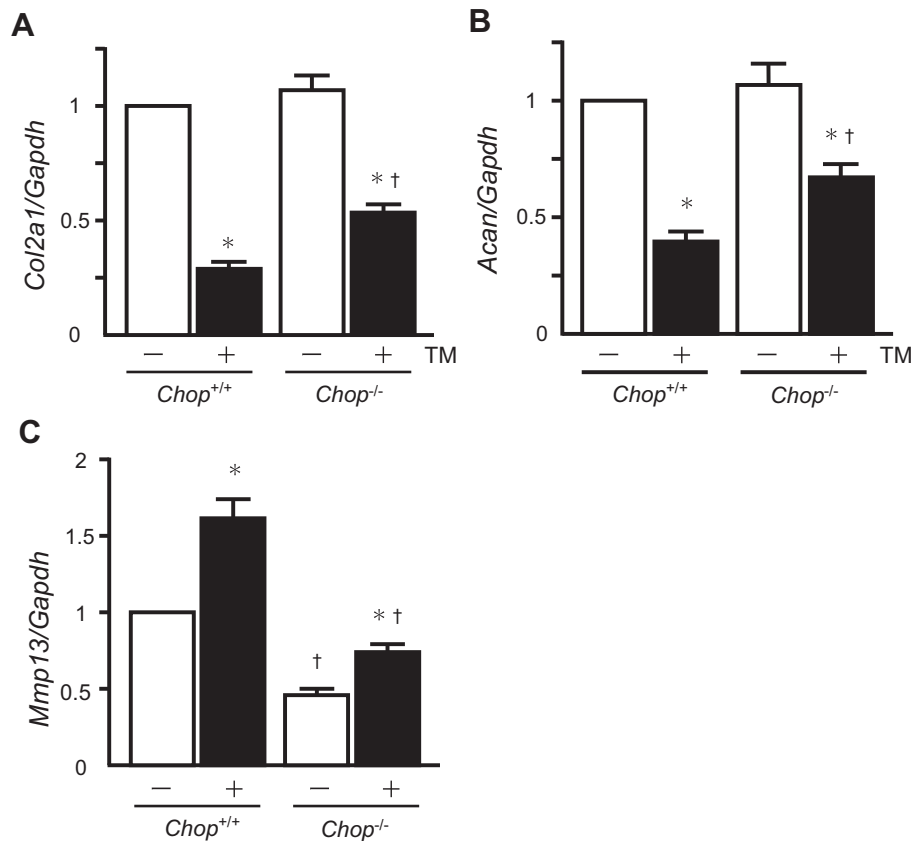 A
Col2a1/Gapdh
1
0.5
0
*
* †
− + − + TM
Chop+/+ Chop-/-
B
Acan/Gapdh
1
0.5
0
*
* †
− + − + TM
Chop+/+ Chop-/-
C
Mmp13/Gapdh
2
1.5
1
0.5
0
*
†
* †
− + − +
Chop+/+ Chop-/-